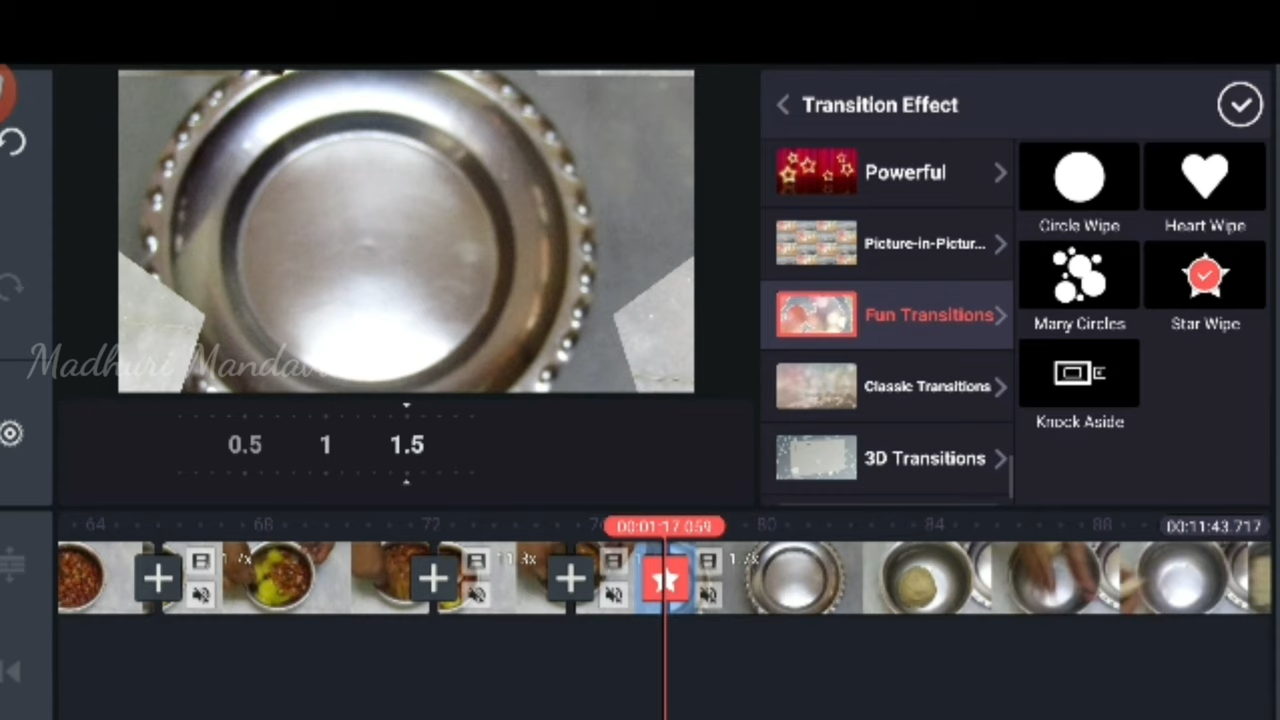 Transition Effect
Powerful
Picture-in-Pictur...
Fun Transitions
Classic Transitions
3D Transitions
Circle Wipe
Heart Wipe
Many Circles
Star Wipe
Knock Aside
Madhuri
0.5 1 1.5
64 68 72 00:01:17.059 80 84 88 00:11:43.717
1.7x